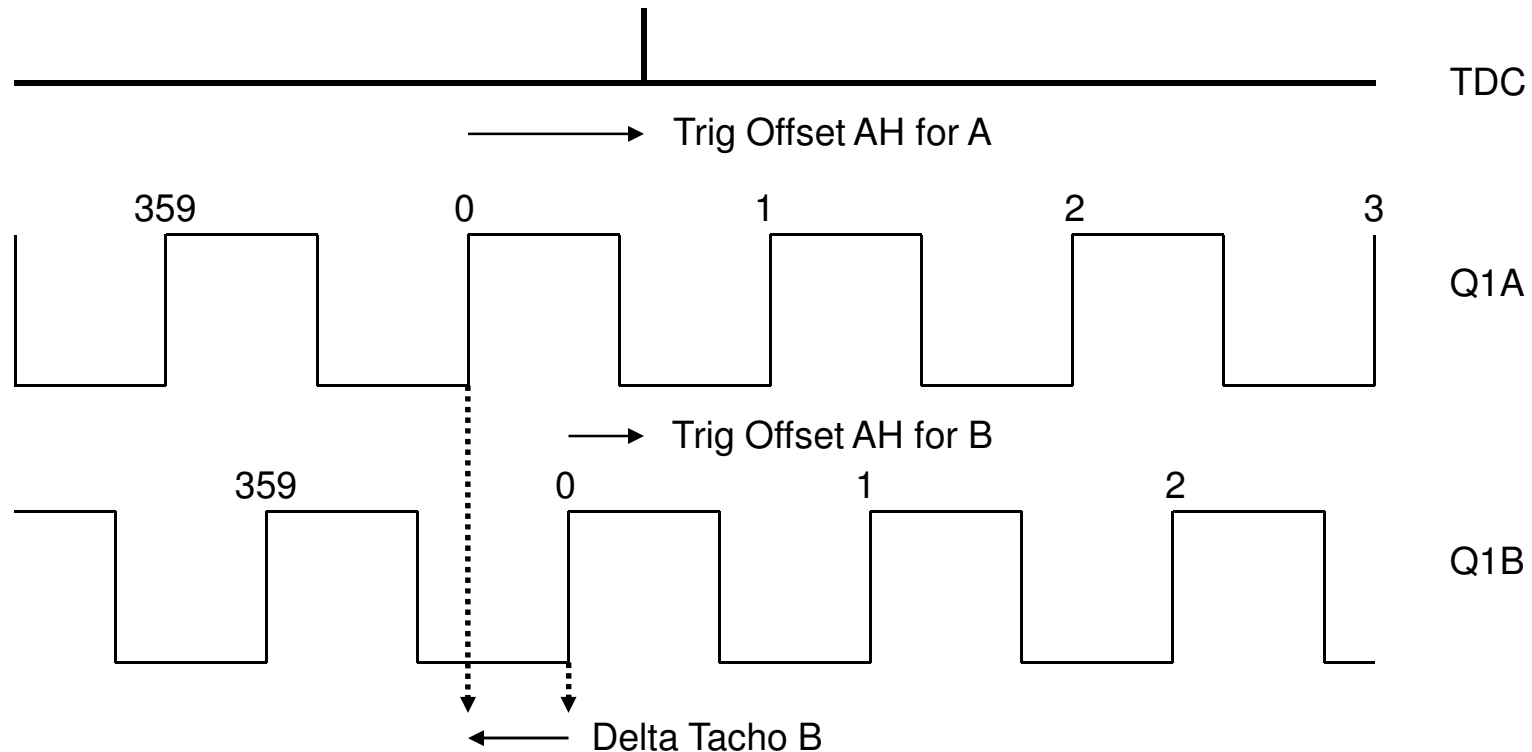 TDC
Trig Offset AH for A
359 0 1 2 3
Q1A
Trig Offset AH for B
359 0 1 2
Q1B
Delta Tacho B